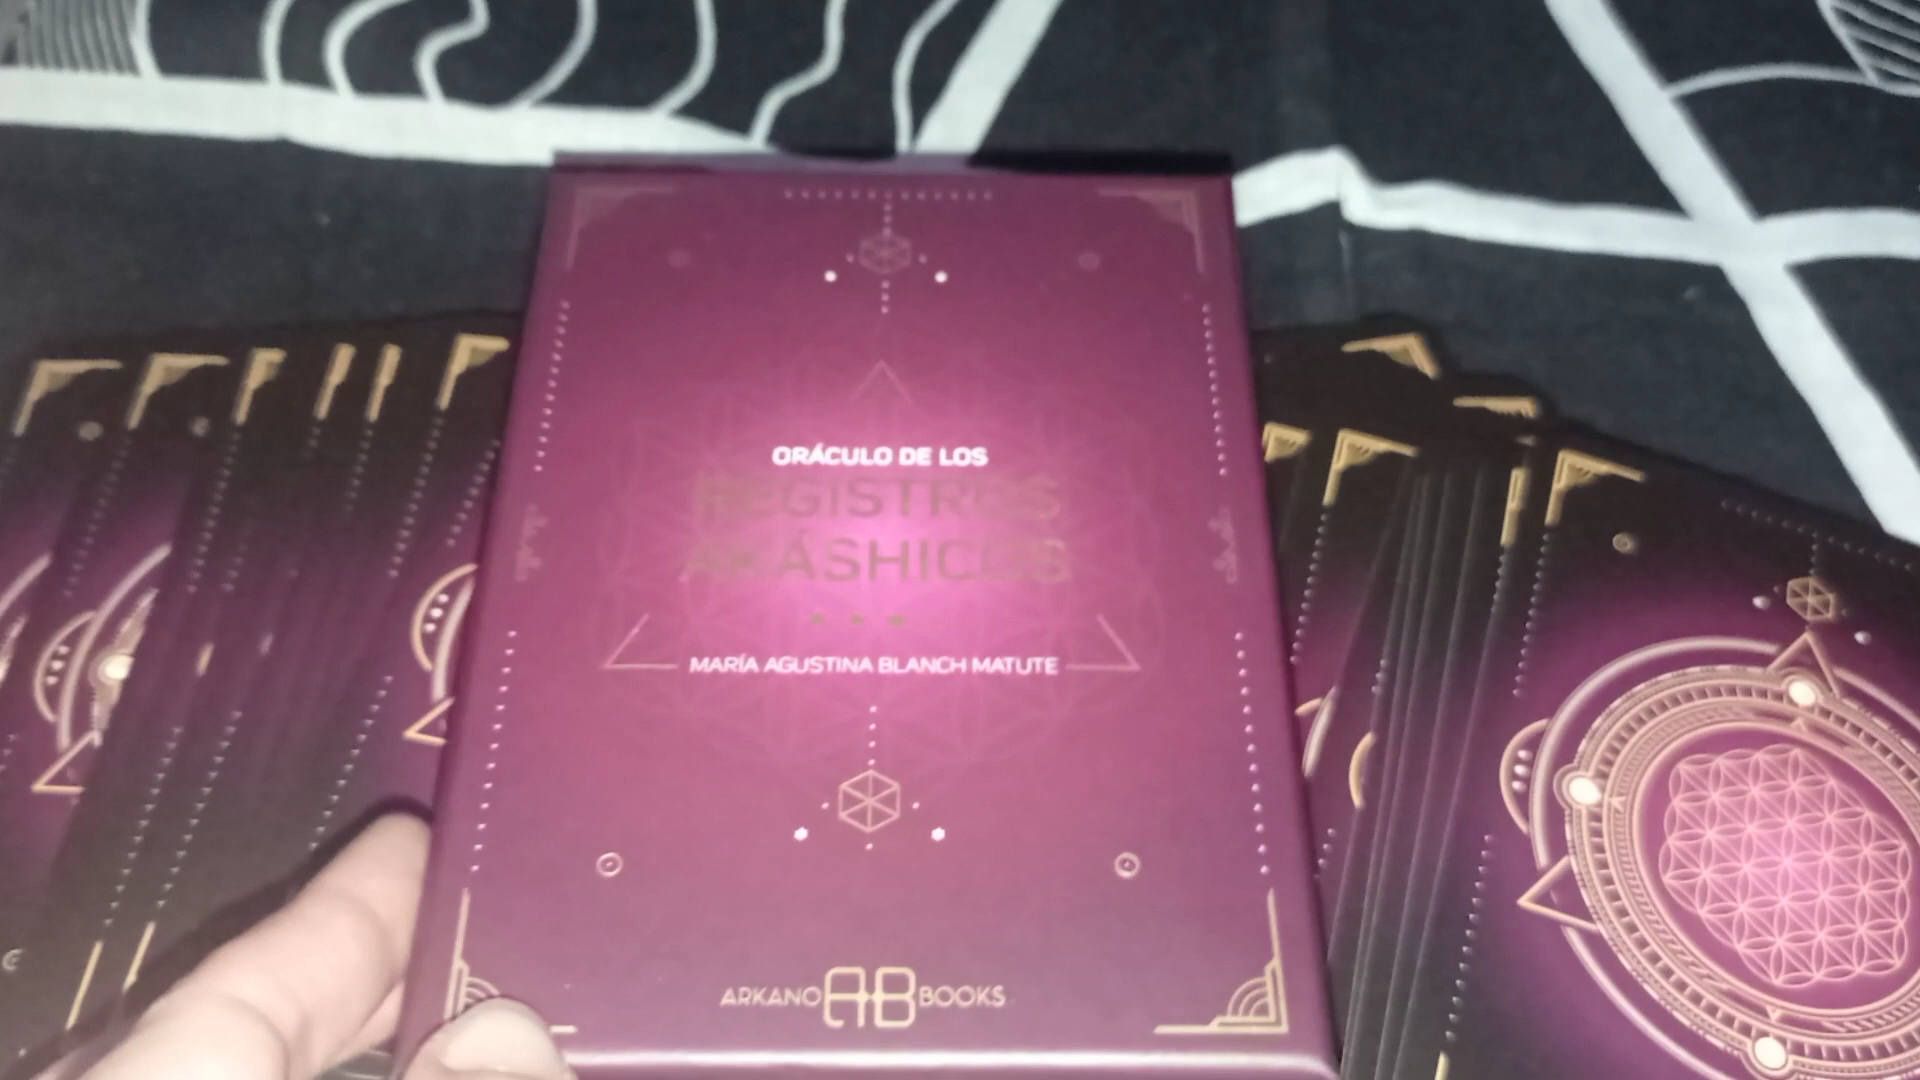 ORÁCULO DE LOS
REGISTROS
AKÁSHICOS
MARÍA AGUSTINA BLANCH MATUTE
ARKANO AB BOOKS